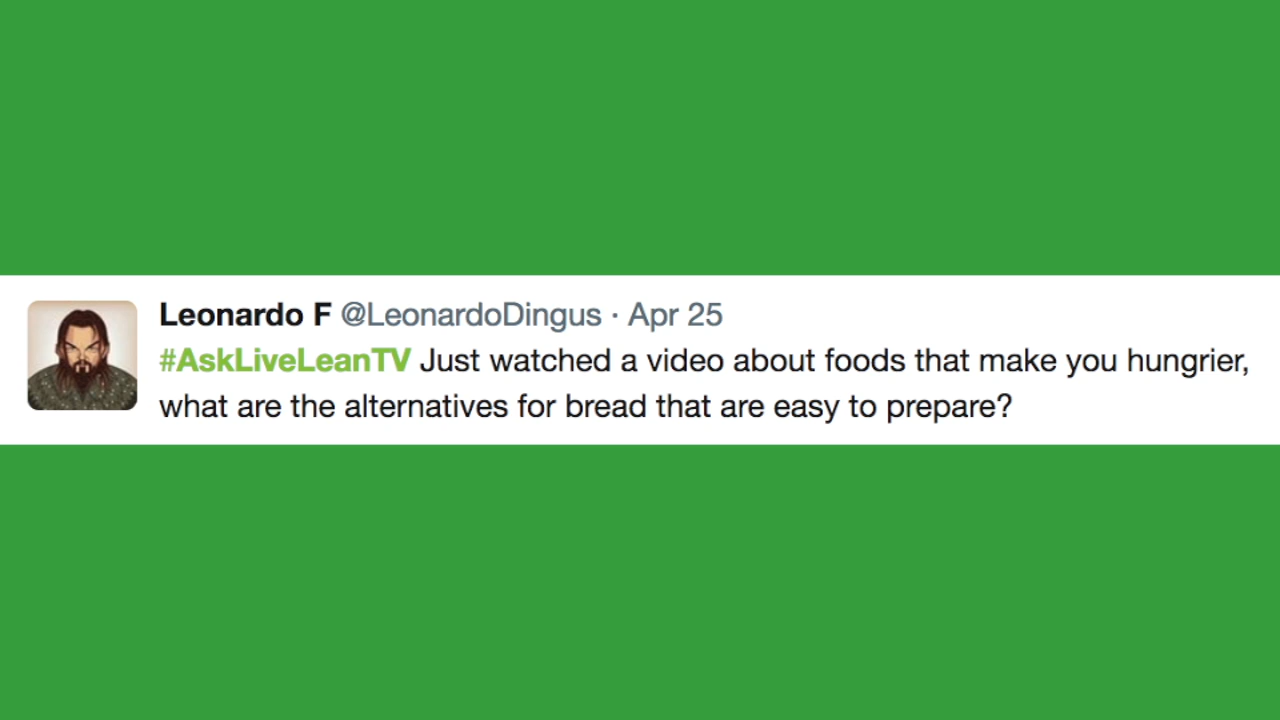 Leonardo F @LeonardoDingus · Apr 25
#AskLiveLeanTV Just watched a video about foods that make you hungrier,
what are the alternatives for bread that are easy to prepare?